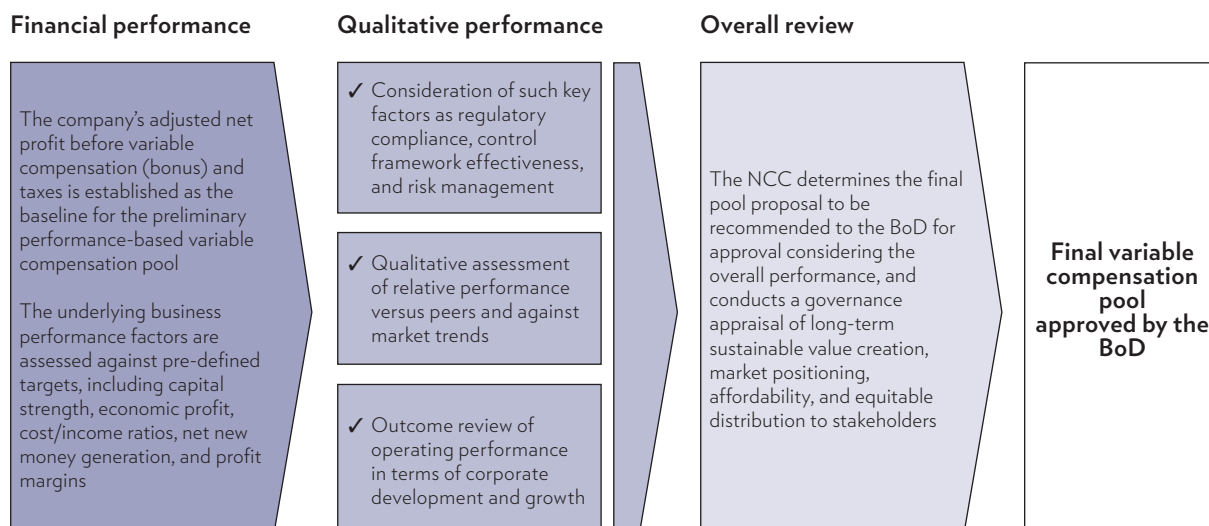 Financial performance
The company’s adjusted net
profit before variable
compensation (bonus) and
taxes is established as the
baseline for the preliminary
performance-based variable
compensation pool
The underlying business
performance factors are
assessed against pre-defined
targets, including capital
strength, economic profit,
cost/income ratios, net new
money generation, and profit
margins
Qualitative performance
✓ Consideration of such key
factors as regulatory
compliance, control
framework effectiveness,
and risk management
✓ Qualitative assessment
of relative performance
versus peers and against
market trends
✓ Outcome review of
operating performance
in terms of corporate
development and growth
Overall review
The NCC determines the final
pool proposal to be
recommended to the BoD for
approval considering the
overall performance, and
conducts a governance
appraisal of long-term
sustainable value creation,
market positioning,
affordability, and equitable
distribution to stakeholders
Final variable
compensation
pool
approved by the
BoD